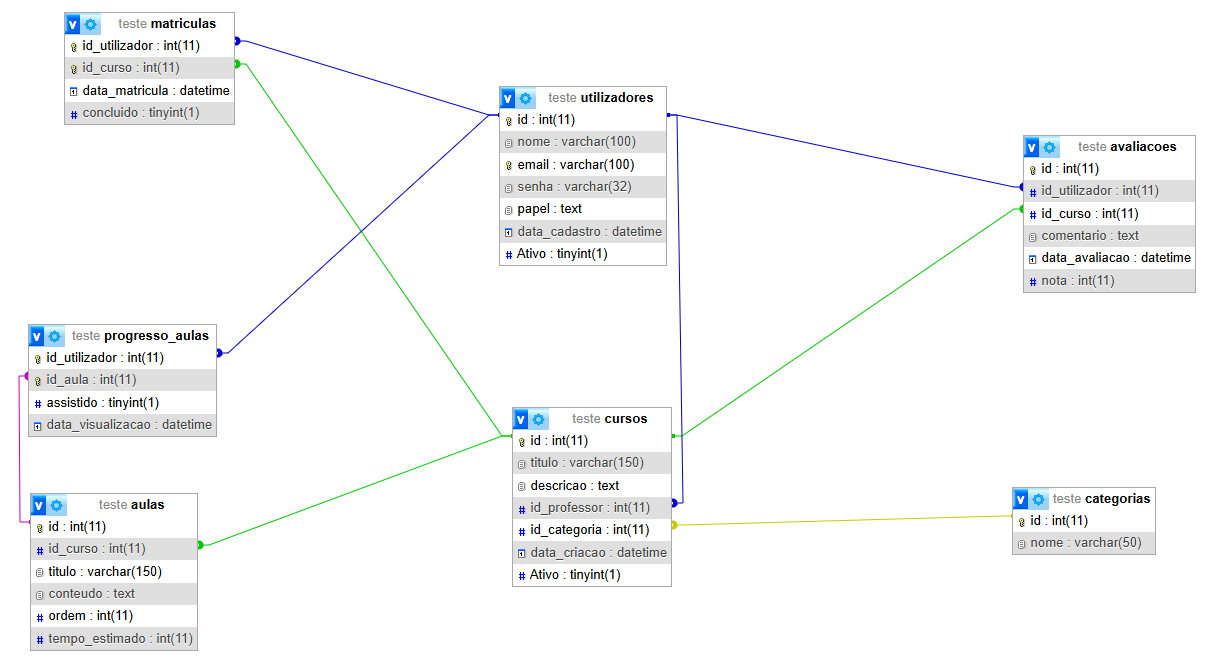 teste matriculas
id_utilizador : int(11)
id_curso : int(11)
data_matricula : datetime
concluido : tinyint(1)
teste utilizadores
id : int(11)
nome : varchar(100)
email : varchar(100)
senha : varchar(32)
papel : text
data_cadastro : datetime
Ativo : tinyint(1)
teste avaliacoes
id : int(11)
id_utilizador : int(11)
id_curso : int(11)
comentario : text
data_avaliacao : datetime
nota : int(11)
teste progresso_aulas
id_utilizador : int(11)
id_aula : int(11)
assistido : tinyint(1)
data_visualizacao : datetime
teste cursos
id : int(11)
titulo : varchar(150)
descricao : text
id_professor : int(11)
id_categoria : int(11)
data_criacao : datetime
Ativo : tinyint(1)
teste categorias
id : int(11)
nome : varchar(50)
teste aulas
id : int(11)
id_curso : int(11)
titulo : varchar(150)
conteudo : text
ordem : int(11)
tempo_estimado : int(11)